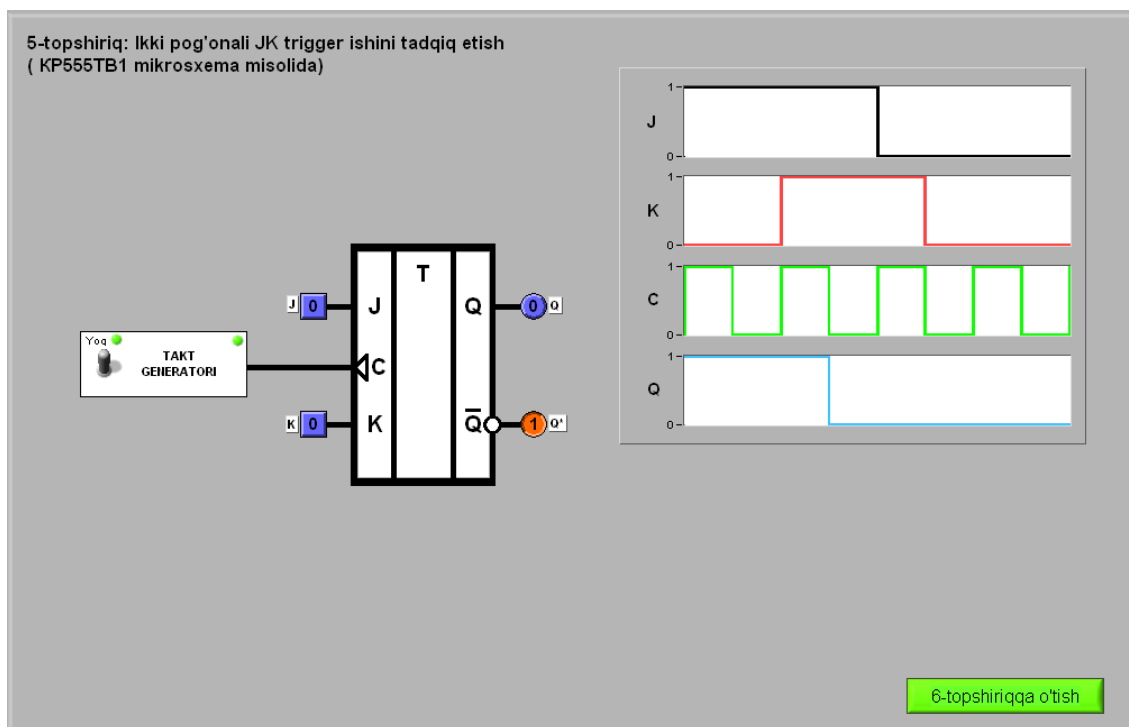 5-topshiriq: Ikki pog'onali JK trigger ishini tadqiq etish
( KP555TB1 mikrosxema misolida)
J
1
0
K
1
0
C
1
0
Q
1
0
T
J 0 J Q 0 Q
Yoq
TAKT
GENERATORI
C
K 0 K Q̅ 1 Q*
6-topshiriqqa o'tish